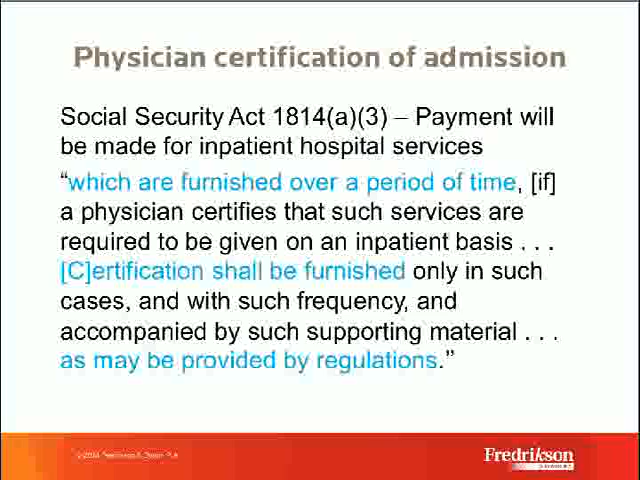 Physician certification of admission
Social Security Act 1814(a)(3) – Payment will
be made for inpatient hospital services
“which are furnished over a period of time, [if]
a physician certifies that such services are
required to be given on an inpatient basis . . .
[C]ertification shall be furnished only in such
cases, and with such frequency, and
accompanied by such supporting material . . .
as may be provided by regulations.”
Fredrikson